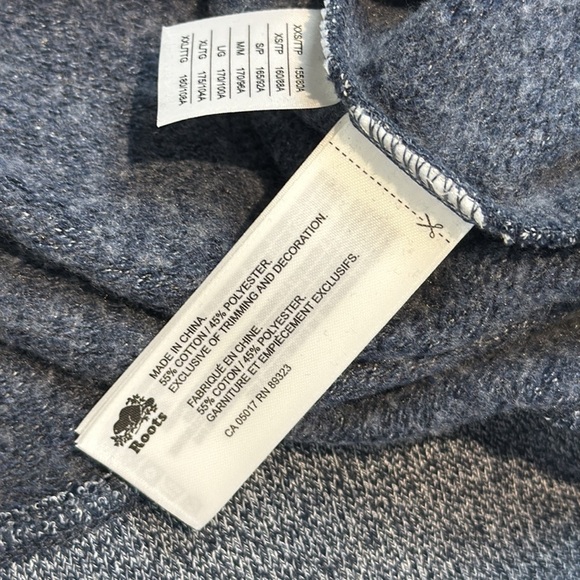 XXS/TTP 155/80A
XS/TP 160/88A
S/P 165/92A
M/M 170/96A
L/G 170/100A
XL/TG 175/104A
XXL/TTG 180/108A
MADE IN CHINA.
55% COTTON / 45% POLYESTER.
EXCLUSIVE OF TRIMMING AND DECORATION.
FABRIQUÉ EN CHINE.
55% COTON / 45% POLYESTER.
GARNITURE ET EMPIÈCEMENT EXCLUSIFS.
CA 05017 RN 89323
Roots